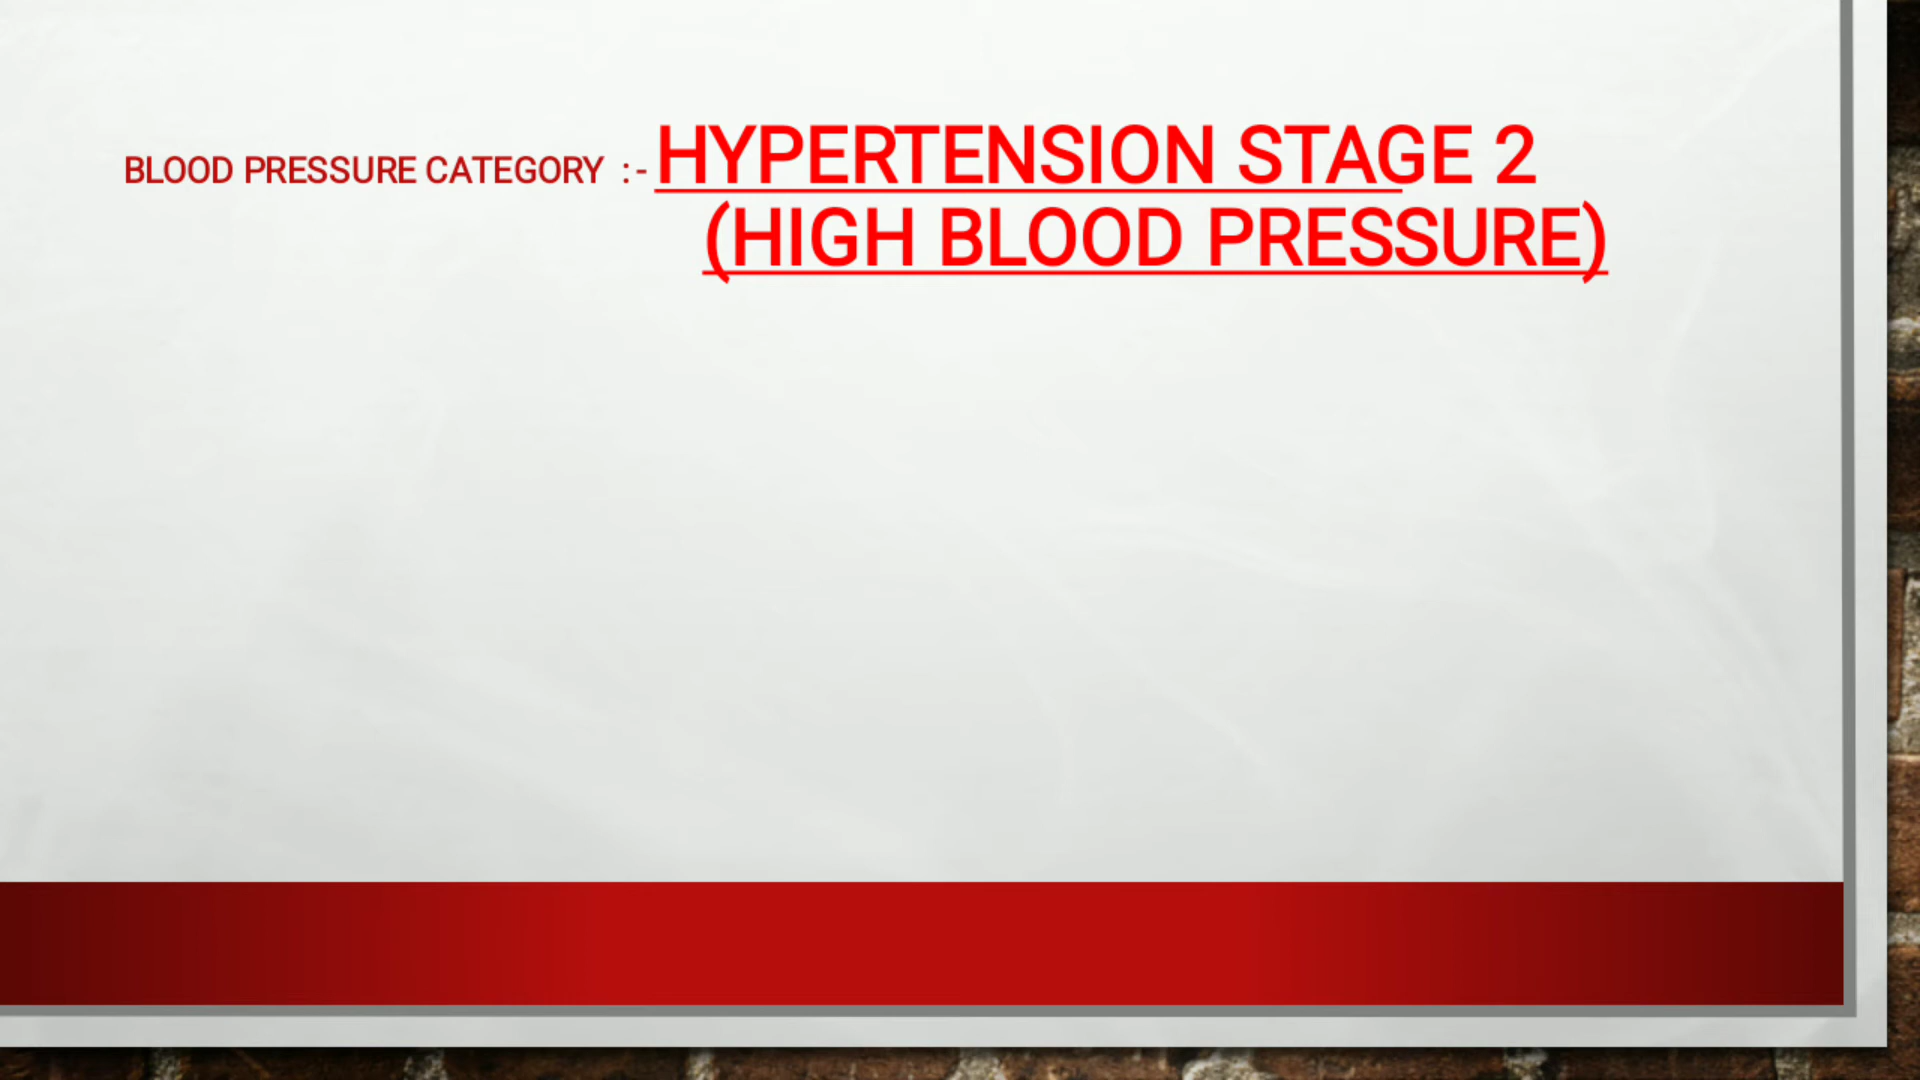 BLOOD PRESSURE CATEGORY : - HYPERTENSION STAGE 2
(HIGH BLOOD PRESSURE)